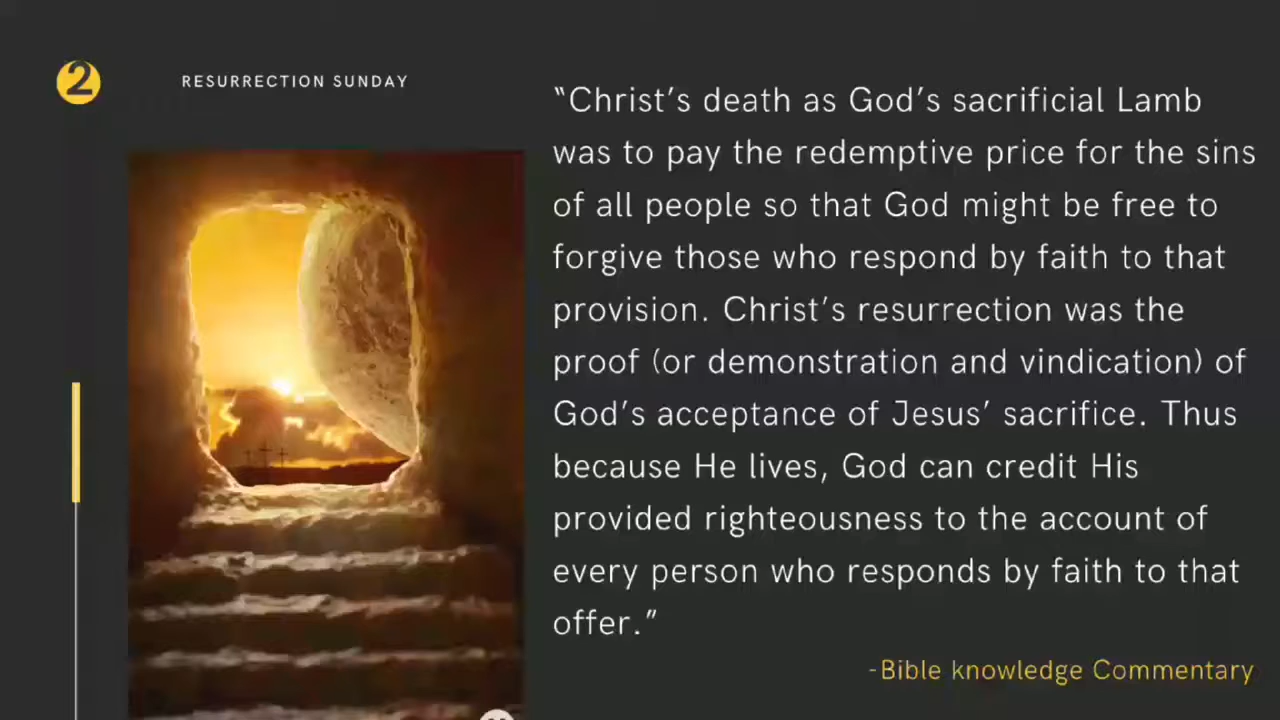 2
RESURRECTION SUNDAY
“Christ’s death as God’s sacrificial Lamb
was to pay the redemptive price for the sins
of all people so that God might be free to
forgive those who respond by faith to that
provision. Christ’s resurrection was the
proof (or demonstration and vindication) of
God’s acceptance of Jesus’ sacrifice. Thus
because He lives, God can credit His
provided righteousness to the account of
every person who responds by faith to that
offer.”
-Bible knowledge Commentary